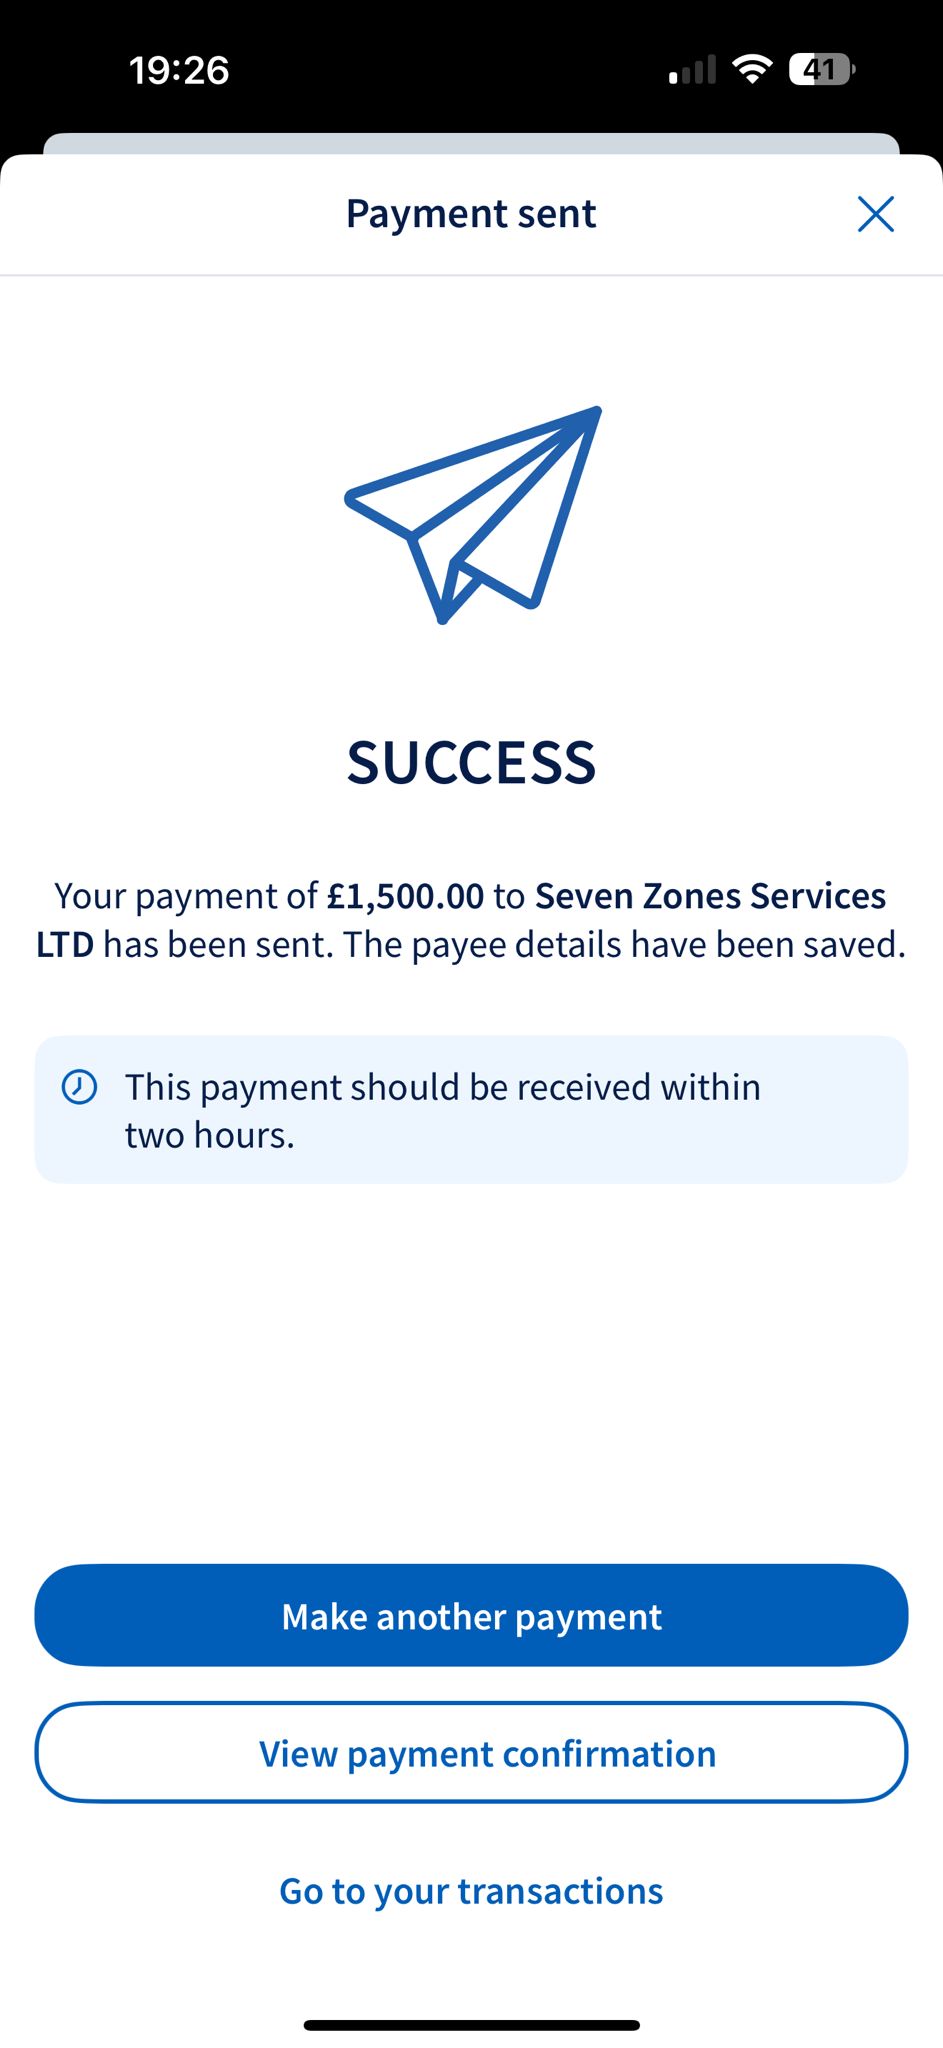 19:26
41
Payment sent
SUCCESS
Your payment of £1,500.00 to Seven Zones Services
LTD has been sent. The payee details have been saved.
This payment should be received within
two hours.
Make another payment
View payment confirmation
Go to your transactions